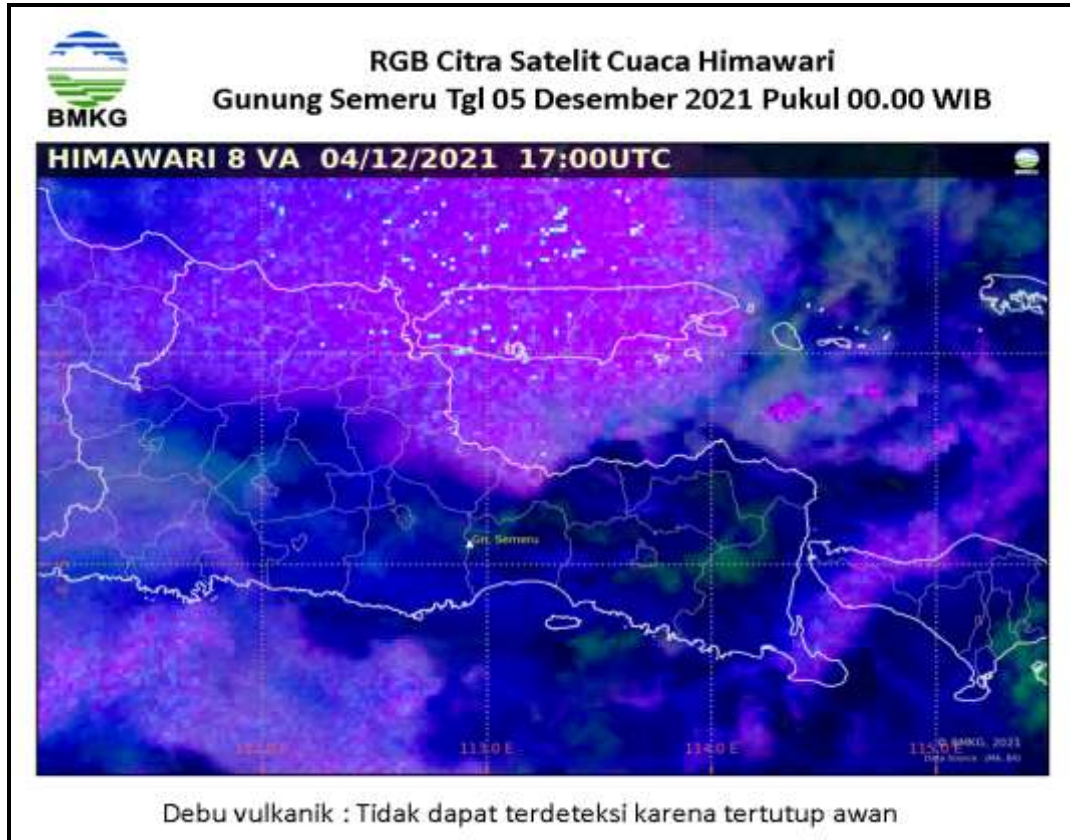 BMKG
RGB Citra Satelit Cuaca Himawari
Gunung Semeru Tgl 05 Desember 2021 Pukul 00.00 WIB
HIMAWARI 8 VA 04/12/2021 17:00UTC
Gn. Semeru
113.0 E
114.0 E
115.0 E
© BMKG, 2021
Debu vulkanik : Tidak dapat terdeteksi karena tertutup awan